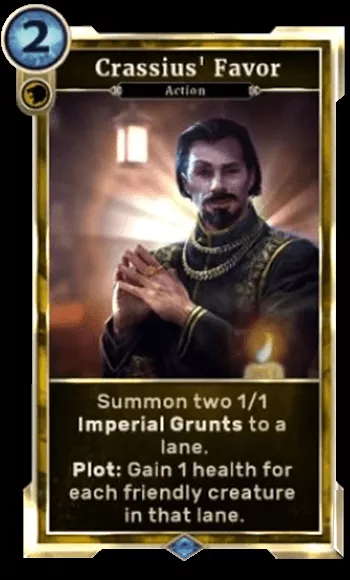 2
Crassius' Favor
Action
Summon two 1/1
Imperial Grunts to a
lane.
Plot: Gain 1 health for
each friendly creature
in that lane.